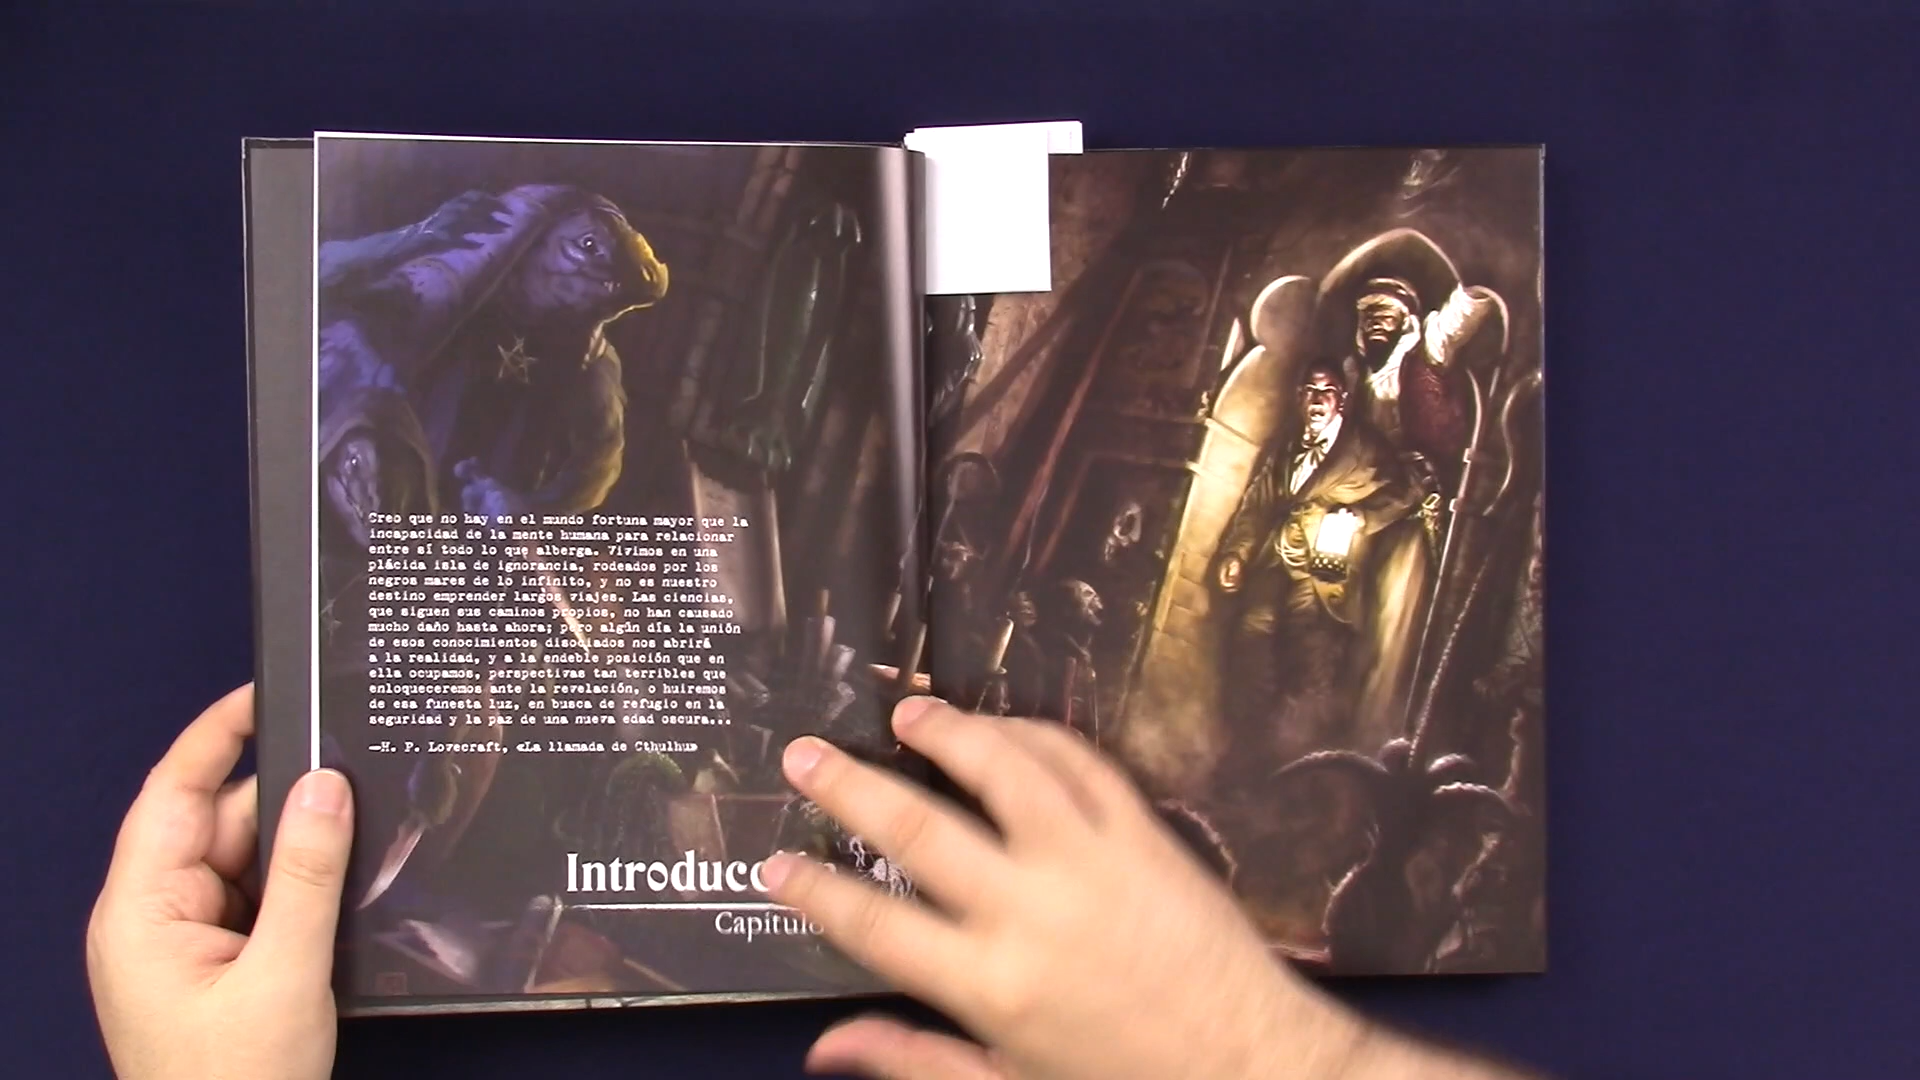 Creo que no hay en el mundo fortuna mayor que la
incapacidad de la mente humana para relacionar
entre sí todo lo que alberga. Vivimos en una
plácida isla de ignorancia, rodeados por los
negros mares de lo infinito, y no es nuestro
destino emprender largos viajes. Las ciencias,
que siguen sus caminos propios, no han causado
mucho daño hasta ahora; pero algún día la unión
de esos conocimientos disociados nos abrirá
a la realidad, y a la endeble posición que en
ella ocupamos, perspectivas tan terribles que
enloqueceremos ante la revelación, o huiremos
de esa funesta luz, en busca de refugio en la
seguridad y la paz de una nueva edad oscura...
—H. P. Lovecraft, «La llamada de Cthulhu»
Capítulo